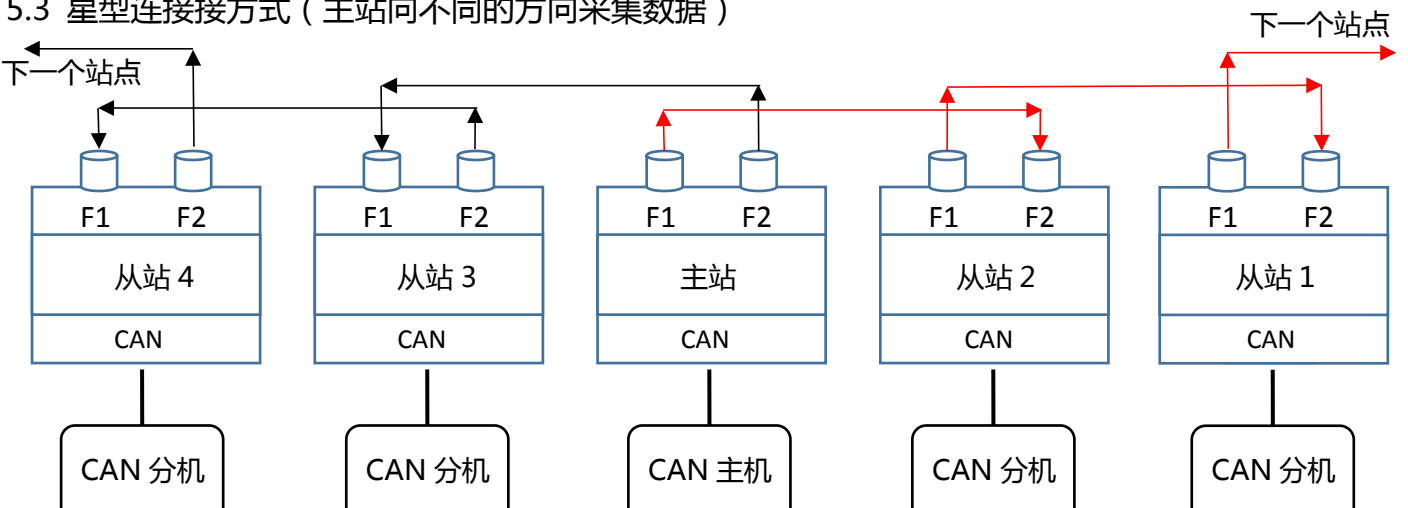 5.3 星型连接接方式（主站向不同的方向采集数据）
下一个站点
下一个站点
F1 F2 F1 F2 F1 F2 F1 F2 F1 F2
从站 4 从站 3 主站 从站 2 从站 1
CAN CAN CAN CAN CAN
CAN 分机 CAN 分机 CAN 主机 CAN 分机 CAN 分机